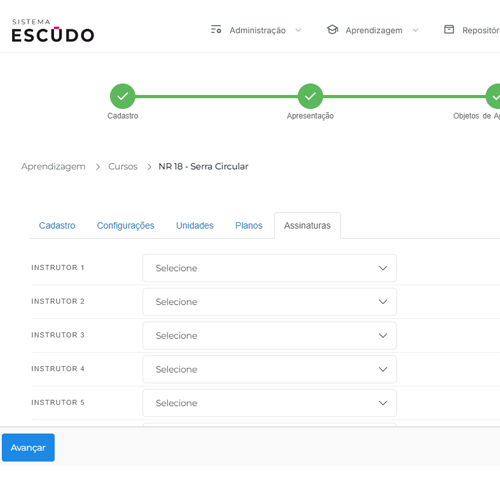 SISTEMA
ESCUDO
Administração
Aprendizagem
Cadastro
Apresentação
Objetos de
Aprendizagem > Cursos > NR 18 - Serra Circular
Cadastro Configurações Unidades Planos Assinaturas
INSTRUTOR 1 Selecione
INSTRUTOR 2 Selecione
INSTRUTOR 3 Selecione
INSTRUTOR 4 Selecione
INSTRUTOR 5 Selecione
Avançar